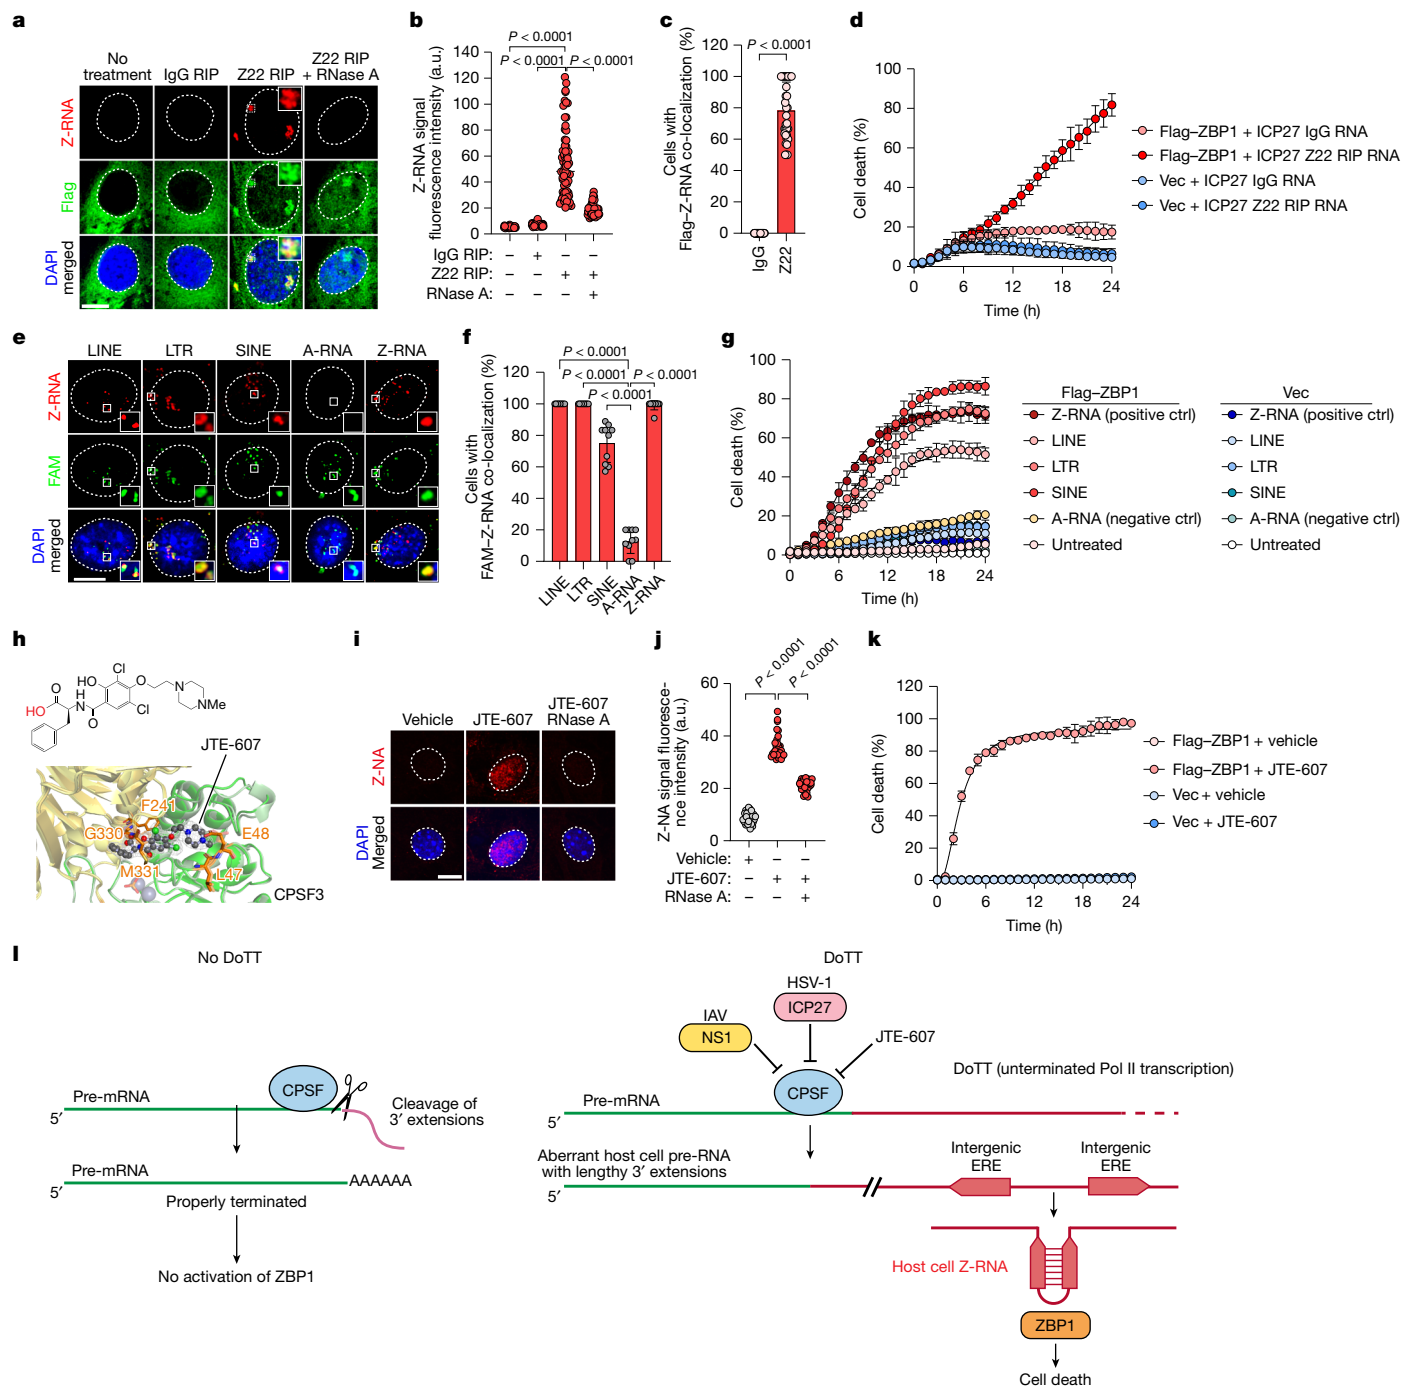 a
No
treatment
IgG RIP
Z22 RIP
Z22 RIP
+ RNase A
Z-RNA
Flag
DAPI
merged
b
P < 0.0001
P < 0.0001
P < 0.0001
Z-RNA signal
fluorescence intensity (a.u.)
140
120
100
80
60
40
20
0
IgG RIP: – + – –
Z22 RIP: – – + +
RNase A: – – – +
c
P < 0.0001
Cells with
Flag–Z-RNA co-localization (%)
120
100
80
60
40
20
0
IgG
Z22
d
Cell death (%)
100
80
60
40
20
0
0 6 12 18 24
Time (h)
Flag–ZBP1 + ICP27 IgG RNA
Flag–ZBP1 + ICP27 Z22 RIP RNA
Vec + ICP27 IgG RNA
Vec + ICP27 Z22 RIP RNA
e
LINE
LTR
SINE
A-RNA
Z-RNA
Z-RNA
FAM
DAPI
merged
f
P < 0.0001
P < 0.0001
P < 0.0001
P < 0.0001
Cells with
FAM–Z-RNA co-localization (%)
120
100
80
60
40
20
0
LINE
LTR
SINE
A-RNA
Z-RNA
g
Cell death (%)
100
80
60
40
20
0
0 6 12 18 24
Time (h)
Flag–ZBP1
Z-RNA (positive ctrl)
LINE
LTR
SINE
A-RNA (negative ctrl)
Untreated
Vec
Z-RNA (positive ctrl)
LINE
LTR
SINE
A-RNA (negative ctrl)
Untreated
h
Cl
HO
O
N
NMe
O
H
N
HO
O
Cl
JTE-607
F241
G330
E48
M331
L47
CPSF3
i
Vehicle
JTE-607
JTE-607
RNase A
Z-NA
DAPI
Merged
j
P < 0.0001
P < 0.0001
Z-NA signal fluoresce-
nce intensity (a.u.)
60
40
20
0
Vehicle: + – –
JTE-607: – + +
RNase A: – – +
k
Cell death (%)
120
100
80
60
40
20
0
0 6 12 18 24
Time (h)
Flag–ZBP1 + vehicle
Flag–ZBP1 + JTE-607
Vec + vehicle
Vec + JTE-607
l
No DoTT
Pre-mRNA
5′
CPSF
Cleavage of
3′ extensions
Pre-mRNA
5′
AAAAAA
Properly terminated
No activation of ZBP1
DoTT
HSV-1
ICP27
IAV
NS1
JTE-607
CPSF
DoTT (unterminated Pol II transcription)
Pre-mRNA
5′
Aberrant host cell pre-RNA
with lengthy 3′ extensions
5′
Intergenic
ERE
Intergenic
ERE
Host cell Z-RNA
ZBP1
Cell death